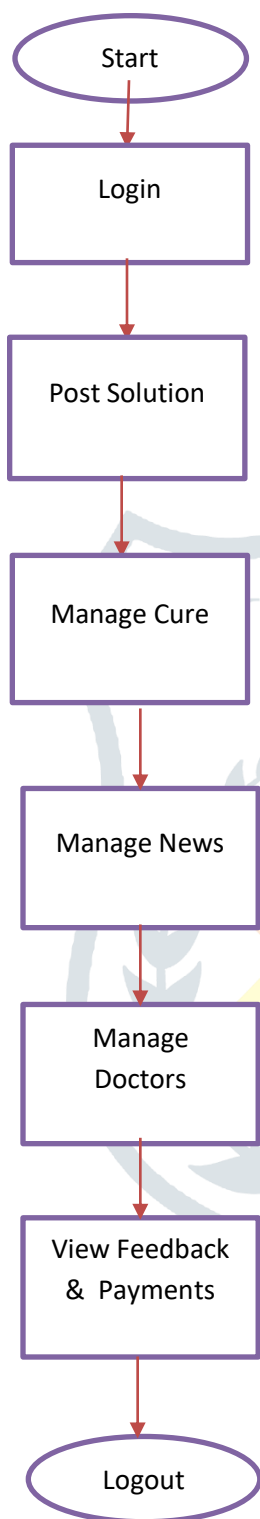 Start
Login
Post Solution
Manage Cure
Manage News
Manage
Doctors
View Feedback
& Payments
Logout